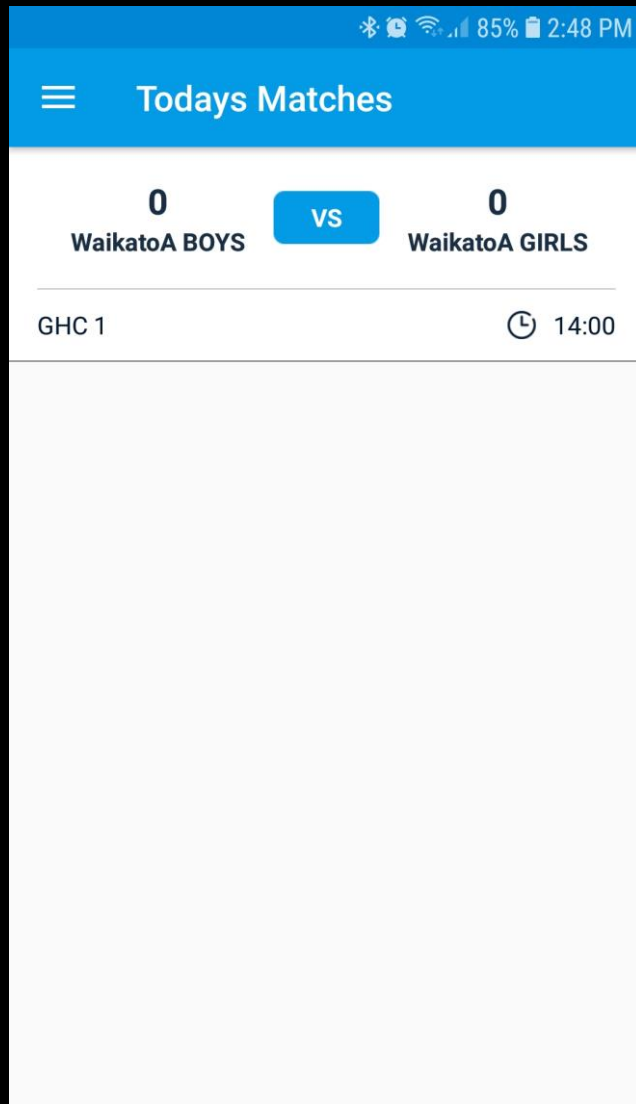 85% 2:48 PM
Todays Matches
0 VS 0
WaikatoA BOYS WaikatoA GIRLS
GHC 1 14:00